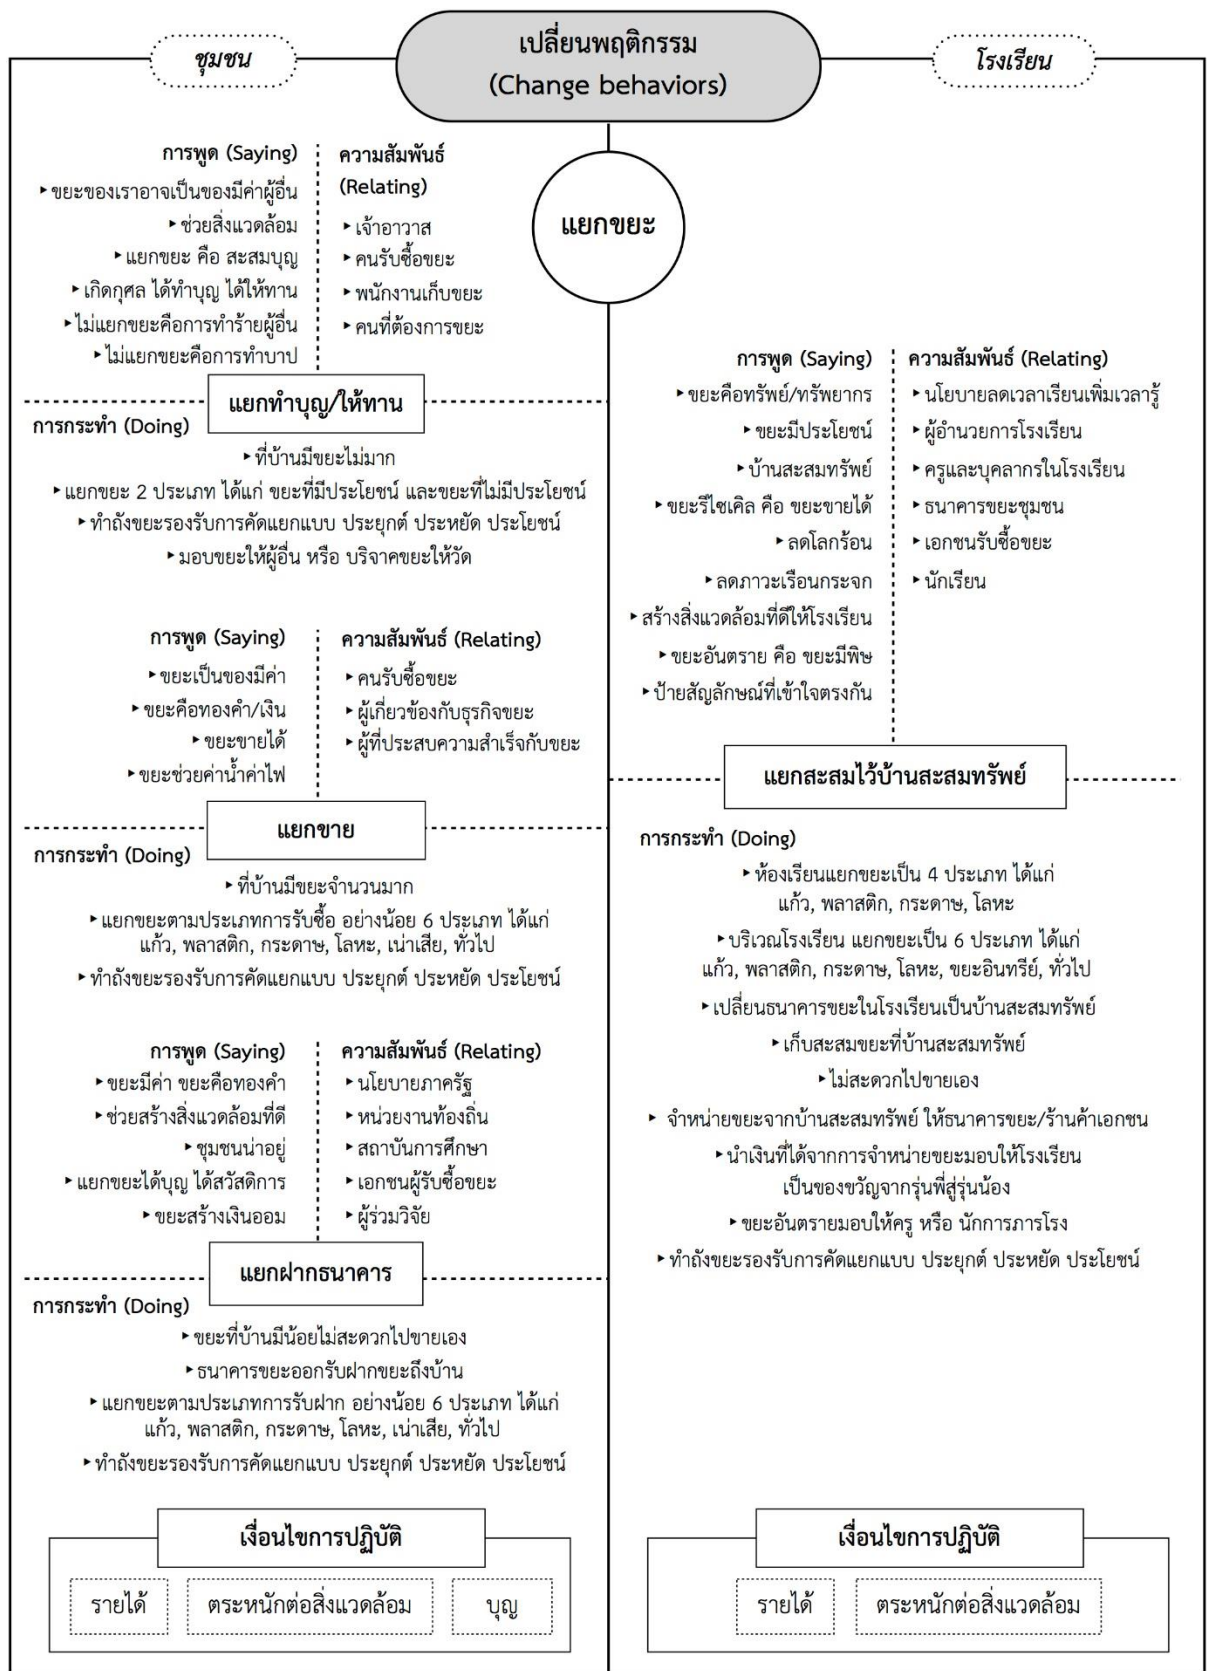 ชุมชน
เปลี่ยนพฤติกรรม
(Change behaviors)
โรงเรียน
แยกขยะ
การพูด (Saying)
▸ ขยะของเราอาจเป็นของมีค่าผู้อื่น
▸ ช่วยสิ่งแวดล้อม
▸ แยกขยะ คือ สะสมบุญ
▸ เกิดกุศล ได้ทำบุญ ได้ให้ทาน
▸ ไม่แยกขยะคือการทำร้ายผู้อื่น
▸ ไม่แยกขยะคือการทำบาป
ความสัมพันธ์
(Relating)
▸ เจ้าอาวาส
▸ คนรับซื้อขยะ
▸ พนักงานเก็บขยะ
▸ คนที่ต้องการขยะ
แยกทำบุญ/ให้ทาน
การกระทำ (Doing)
▸ ที่บ้านมีขยะไม่มาก
▸ แยกขยะ 2 ประเภท ได้แก่ ขยะที่มีประโยชน์ และขยะที่ไม่มีประโยชน์
▸ ทำถังขยะรองรับการคัดแยกแบบ ประยุกต์ ประหยัด ประโยชน์
▸ มอบขยะให้ผู้อื่น หรือ บริจาคขยะให้วัด
การพูด (Saying)
▸ ขยะเป็นของมีค่า
▸ ขยะคือทองคำ/เงิน
▸ ขยะขายได้
▸ ขยะช่วยค่าน้ำค่าไฟ
ความสัมพันธ์ (Relating)
▸ คนรับซื้อขยะ
▸ ผู้เกี่ยวข้องกับธุรกิจขยะ
▸ ผู้ที่ประสบความสำเร็จกับขยะ
แยกขาย
การกระทำ (Doing)
▸ ที่บ้านมีขยะจำนวนมาก
▸ แยกขยะตามประเภทการรับซื้อ อย่างน้อย 6 ประเภท ได้แก่
แก้ว, พลาสติก, กระดาษ, โลหะ, เน่าเสีย, ทั่วไป
▸ ทำถังขยะรองรับการคัดแยกแบบ ประยุกต์ ประหยัด ประโยชน์
การพูด (Saying)
▸ ขยะมีค่า ขยะคือทองคำ
▸ ช่วยสร้างสิ่งแวดล้อมที่ดี
▸ ชุมชนน่าอยู่
▸ แยกขยะได้บุญ ได้สวัสดิการ
▸ ขยะสร้างเงินออม
ความสัมพันธ์ (Relating)
▸ นโยบายภาครัฐ
▸ หน่วยงานท้องถิ่น
▸ สถาบันการศึกษา
▸ เอกชนผู้รับซื้อขยะ
▸ ผู้ร่วมวิจัย
แยกฝากธนาคาร
การกระทำ (Doing)
▸ ขยะที่บ้านมีน้อยไม่สะดวกไปขายเอง
▸ ธนาคารขยะออกรับฝากขยะถึงบ้าน
▸ แยกขยะตามประเภทการรับฝาก อย่างน้อย 6 ประเภท ได้แก่
แก้ว, พลาสติก, กระดาษ, โลหะ, เน่าเสีย, ทั่วไป
▸ ทำถังขยะรองรับการคัดแยกแบบ ประยุกต์ ประหยัด ประโยชน์
เงื่อนไขการปฏิบัติ
รายได้
ตระหนักต่อสิ่งแวดล้อม
บุญ
การพูด (Saying)
▸ ขยะคือทรัพย์/ทรัพยากร
▸ ขยะมีประโยชน์
▸ บ้านสะสมทรัพย์
▸ ขยะรีไซเคิล คือ ขยะขายได้
▸ ลดโลกร้อน
▸ ลดภาวะเรือนกระจก
▸ สร้างสิ่งแวดล้อมที่ดีให้โรงเรียน
▸ ขยะอันตราย คือ ขยะมีพิษ
▸ ป้ายสัญลักษณ์ที่เข้าใจตรงกัน
ความสัมพันธ์ (Relating)
▸ นโยบายลดเวลาเรียนเพิ่มเวลารู้
▸ ผู้อำนวยการโรงเรียน
▸ ครูและบุคลากรในโรงเรียน
▸ ธนาคารขยะชุมชน
▸ เอกชนรับซื้อขยะ
▸ นักเรียน
แยกสะสมไว้บ้านสะสมทรัพย์
การกระทำ (Doing)
▸ ห้องเรียนแยกขยะเป็น 4 ประเภท ได้แก่
แก้ว, พลาสติก, กระดาษ, โลหะ
▸ บริเวณโรงเรียน แยกขยะเป็น 6 ประเภท ได้แก่
แก้ว, พลาสติก, กระดาษ, โลหะ, ขยะอินทรีย์, ทั่วไป
▸ เปลี่ยนธนาคารขยะในโรงเรียนเป็นบ้านสะสมทรัพย์
▸ เก็บสะสมขยะที่บ้านสะสมทรัพย์
▸ ไม่สะดวกไปขายเอง
▸ จำหน่ายขยะจากบ้านสะสมทรัพย์ ให้ธนาคารขยะ/ร้านค้าเอกชน
▸ นำเงินที่ได้จากการจำหน่ายขยะมอบให้โรงเรียน
เป็นของขวัญจากรุ่นพี่สู่รุ่นน้อง
▸ ขยะอันตรายมอบให้ครู หรือ นักการภารโรง
▸ ทำถังขยะรองรับการคัดแยกแบบ ประยุกต์ ประหยัด ประโยชน์
เงื่อนไขการปฏิบัติ
รายได้
ตระหนักต่อสิ่งแวดล้อม